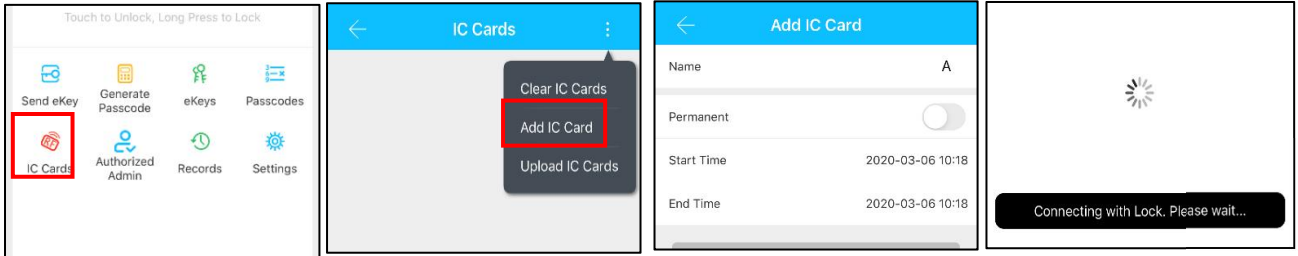 Touch to Unlock, Long Press to Lock
Send eKey
Generate
Passcode
eKeys
Passcodes
IC Cards
Authorized
Admin
Records
Settings
IC Cards
Clear IC Cards
Add IC Card
Upload IC Cards
Add IC Card
Name A
Permanent
Start Time 2020-03-06 10:18
End Time 2020-03-06 10:18
Connecting with Lock. Please wait...